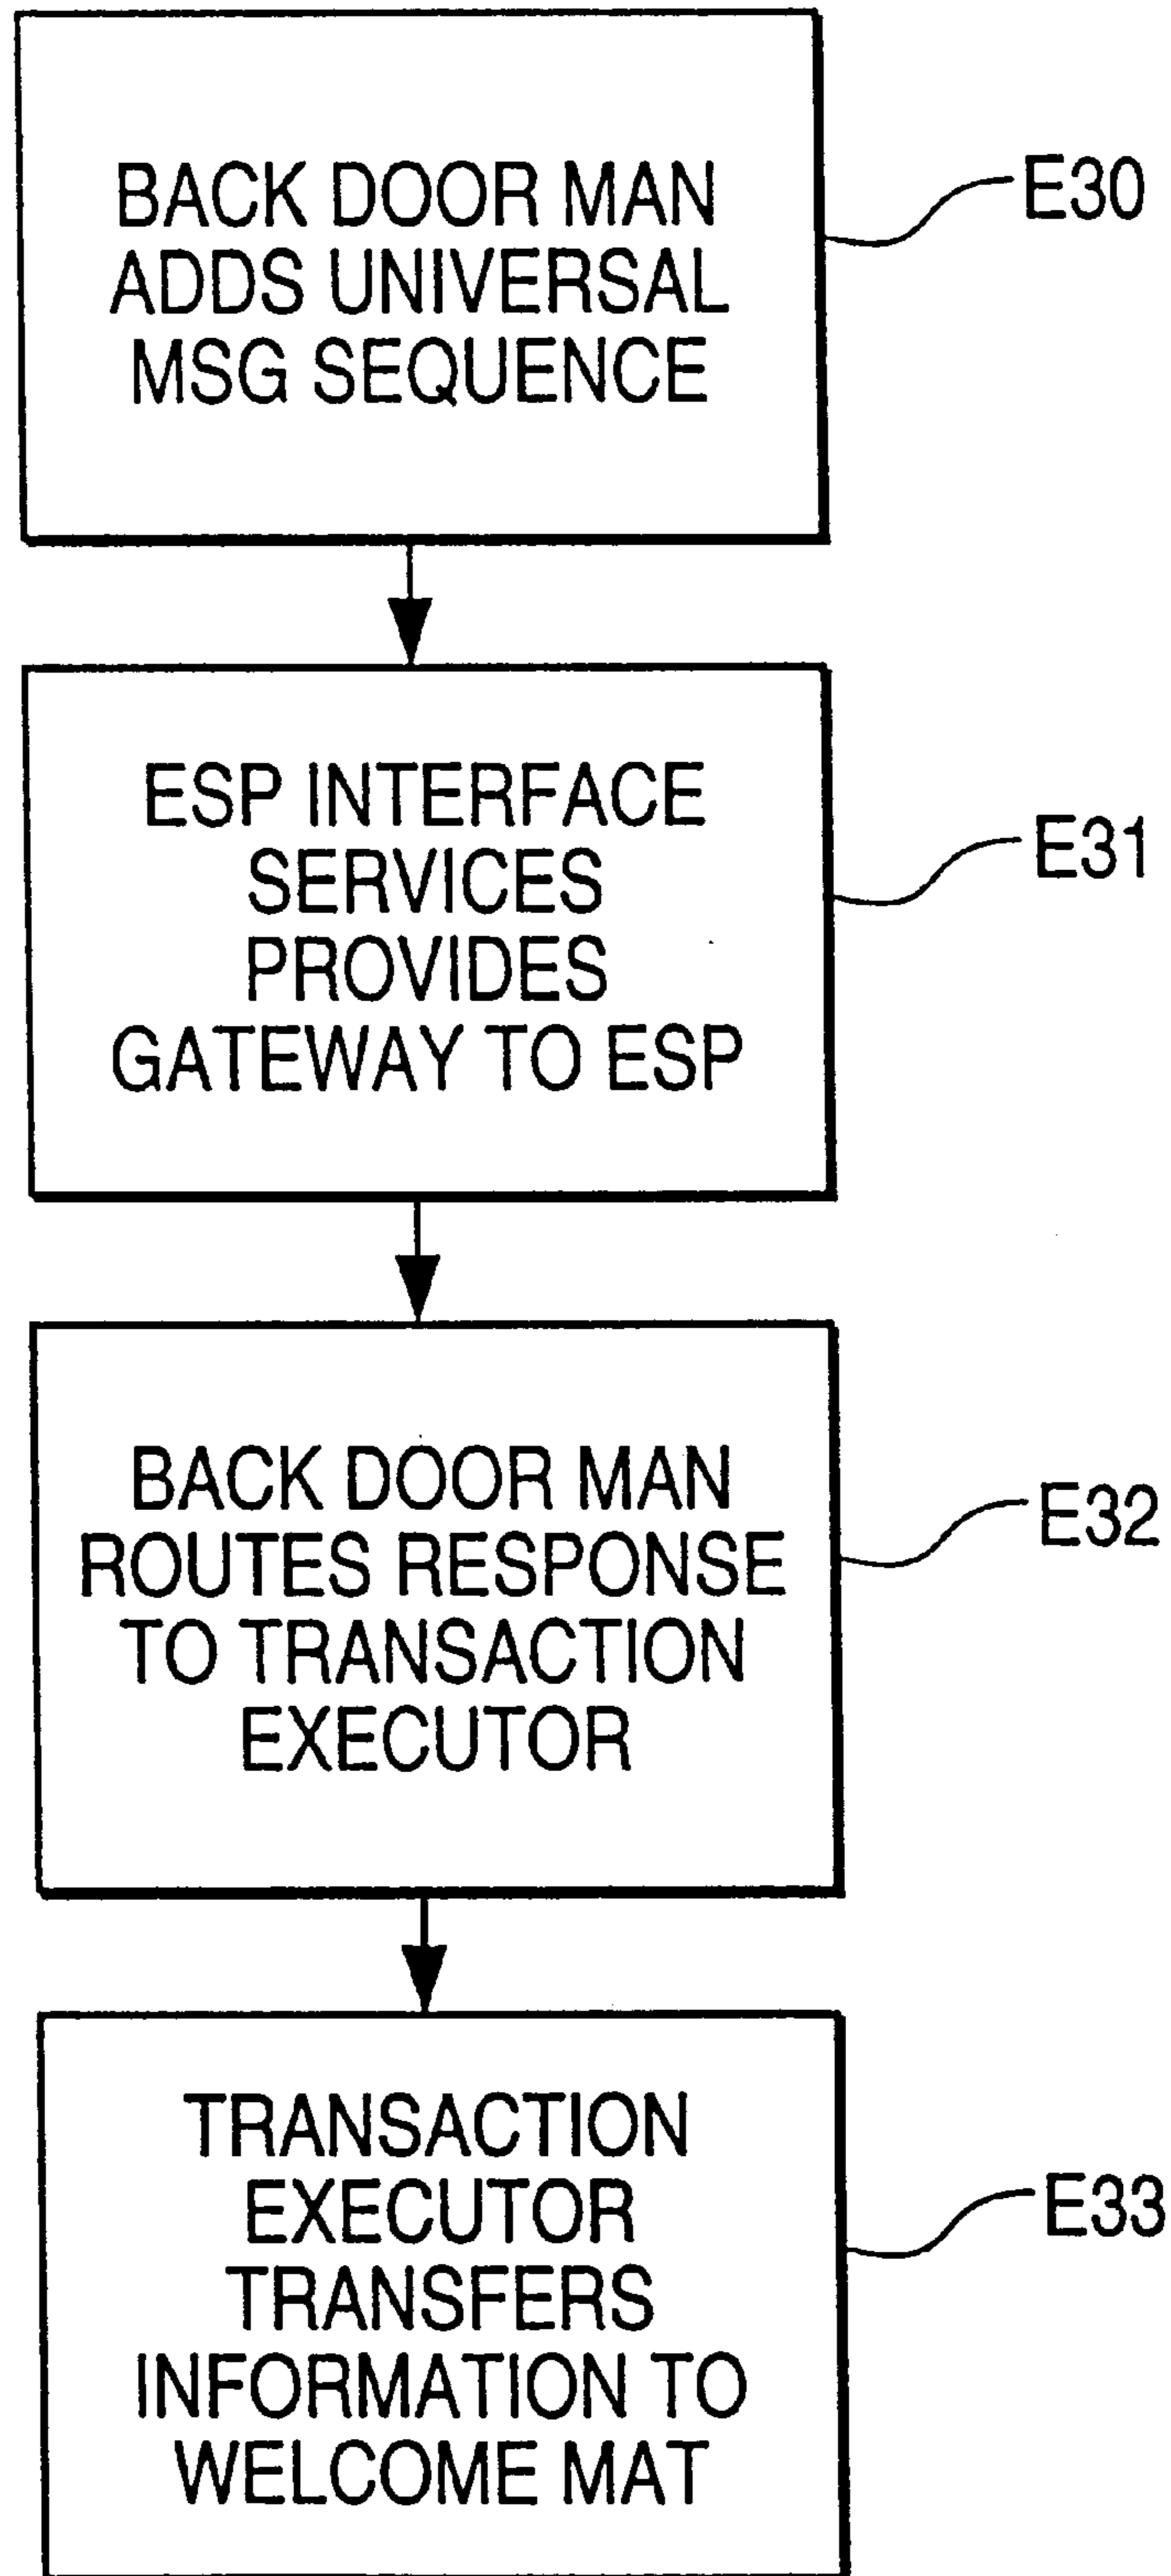 BACK DOOR MAN
ADDS UNIVERSAL
MSG SEQUENCE
E30
ESP INTERFACE
SERVICES
PROVIDES
GATEWAY TO ESP
E31
BACK DOOR MAN
ROUTES RESPONSE
TO TRANSACTION
EXECUTOR
E32
TRANSACTION
EXECUTOR
TRANSFERS
INFORMATION TO
WELCOME MAT
E33